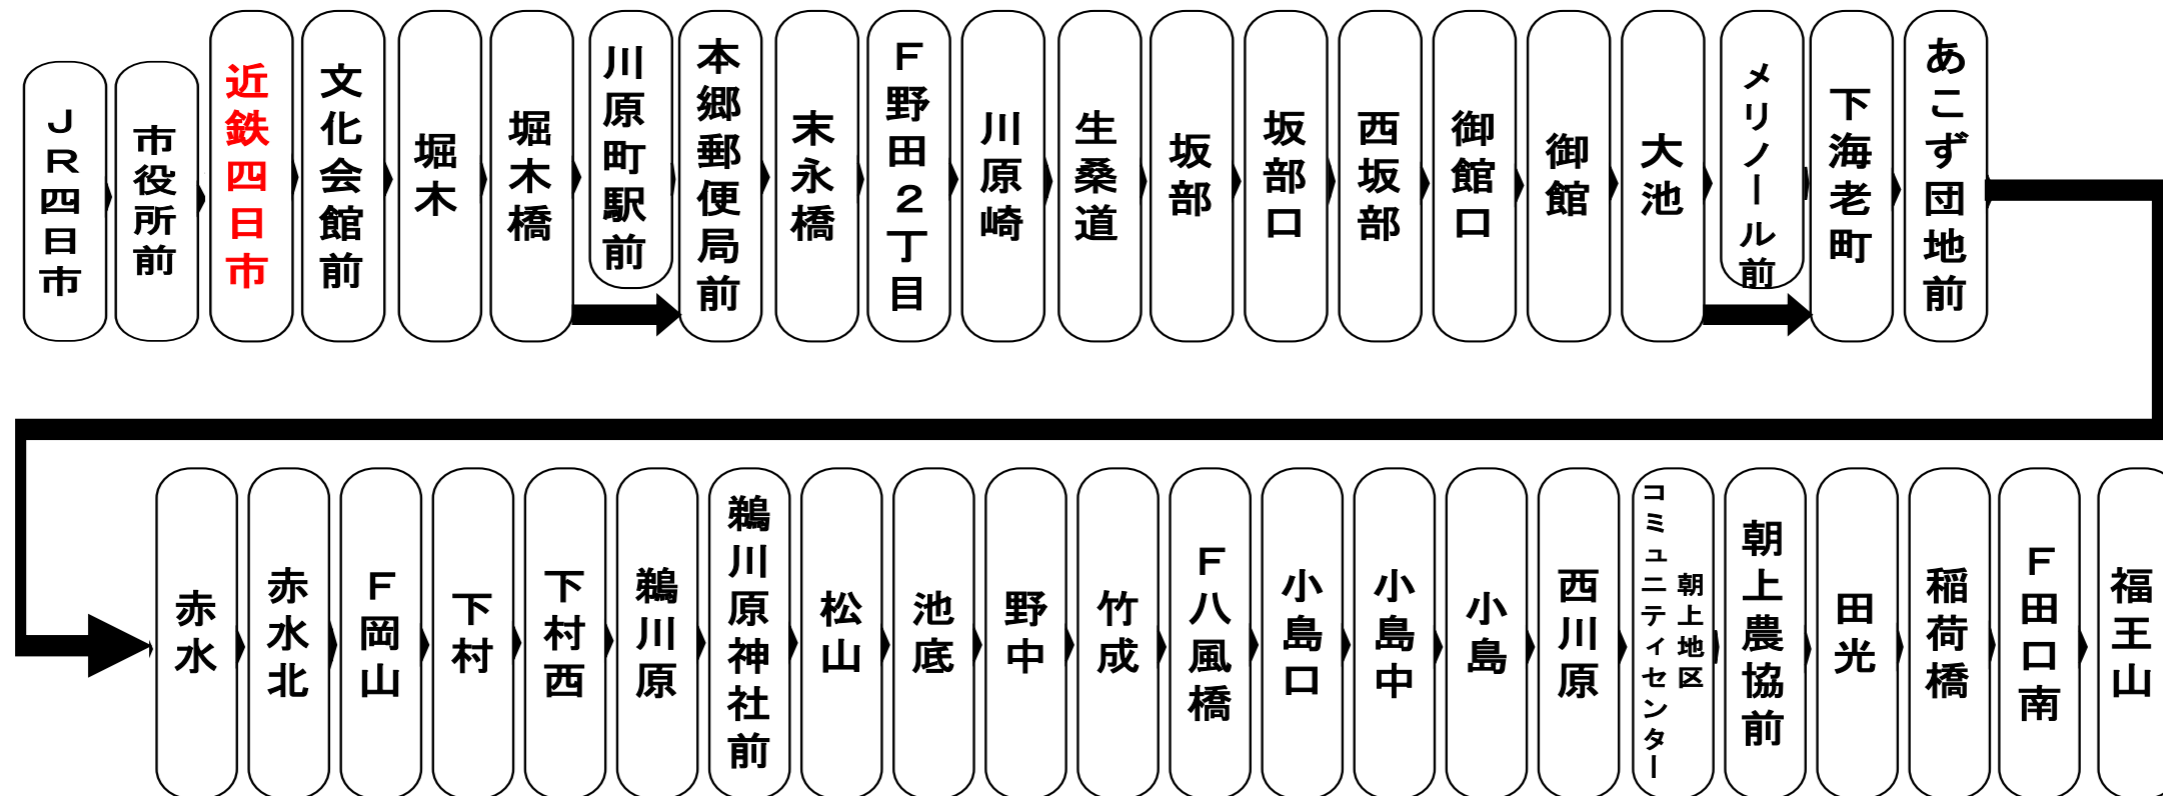 JR四日市
市役所前
近鉄四日市
文化会館前
堀木
堀木橋
川原町駅前
本郷郵便局前
末永橋
F野田2丁目
川原崎
生桑道
坂部
坂部口
西坂部
御館口
御館
大池
メリノール前
下海老町
あこず団地前
赤水
赤水北
F岡山
下村
下村西
鵜川原
鵜川原神社前
松山
池底
野中
竹成
F八風橋
小島口
小島中
小島
西川原
朝上地区
コミュニティセンター
朝上農協前
田光
稲荷橋
F田口南
福王山